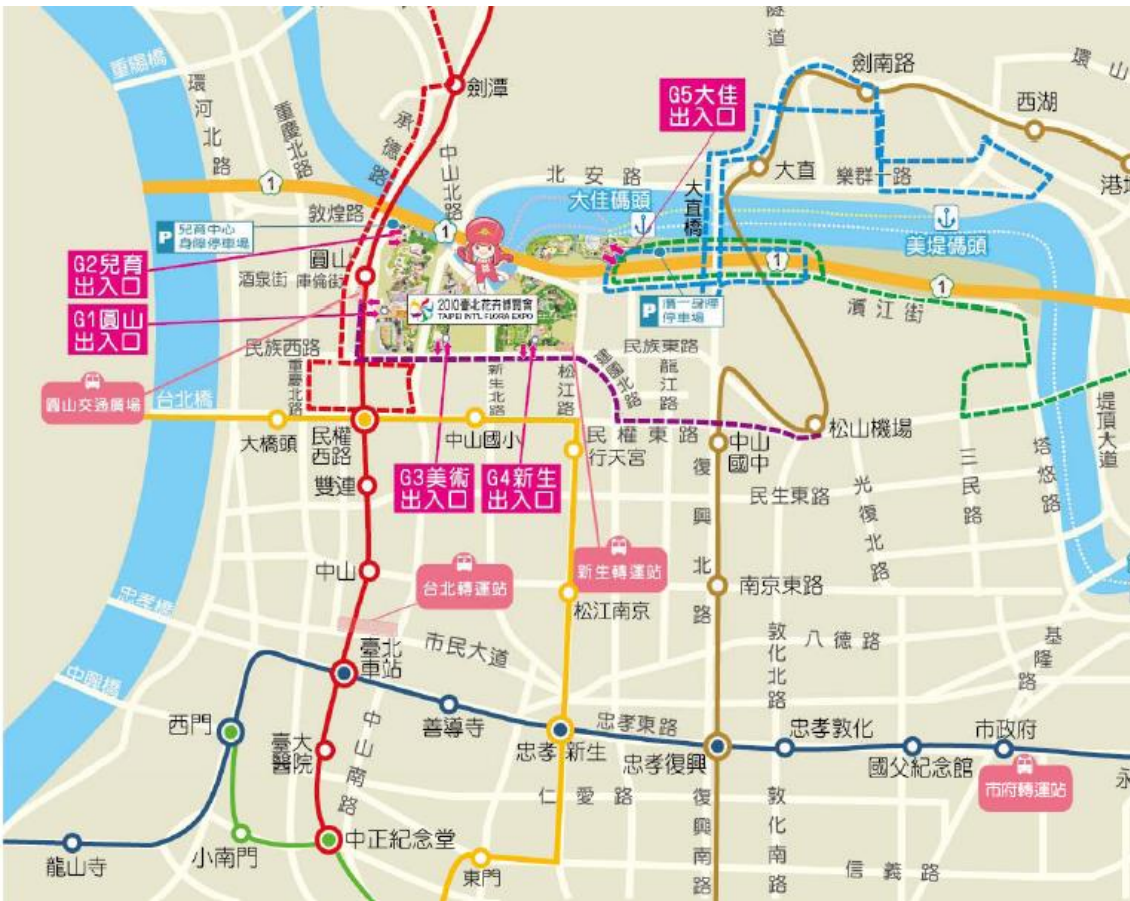 重陽橋
環河北路
重慶北路
承德路
劍潭
中山北路
隧道
劍南路
環山
西湖
G5大佳
出入口
北安路
大佳碼頭
大直橋
大直
樂群一路
港墘
美堤碼頭
1
敦煌路
1
P
兒育中心
身障停車場
G2兒育
出入口
圓山
酒泉街
庫倫街
2010臺北花卉博覽會
TAIPEI INT'L FLORA EXPO
1
1
P
濱一身障
停車場
濱江街
G1圓山
出入口
民族西路
重慶北路
新生北路
松江路
建國北路
民族東路
龍江路
圓山交通廣場
台北橋
大橋頭
民權
西路
中山國小
民權東路
行天宮
中山
國中
松山機場
堤頂大道
塔悠路
三民路
G3美術
出入口
G4新生
出入口
雙連
復興北路
民生東路
光復北路
中山
台北轉運站
新生轉運站
松江南京
南京東路
忠孝橋
中興橋
臺北
車站
市民大道
敦化北路
八德路
基隆路
西門
善導寺
忠孝東路
忠孝新生
忠孝復興
忠孝敦化
國父紀念館
市政府
永
市府轉運站
臺大
醫院
中山南路
仁愛路
復興南路
敦化南路
信義路
龍山寺
小南門
中正紀念堂
東門